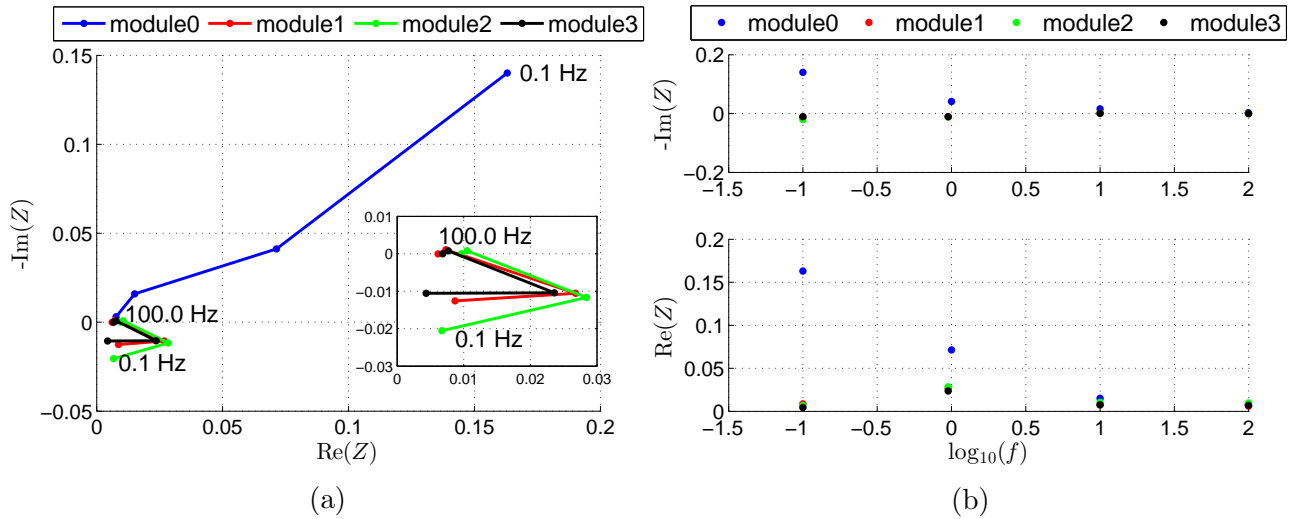 module0 module1 module2 module3
0.15
0.1
0.05
0
−0.05
-Im(Z)
0.1 Hz
100.0 Hz
0.1 Hz
0.01
0
−0.01
−0.02
−0.03
100.0 Hz
0.1 Hz
0 0.01 0.02 0.03
0 0.05 0.1 0.15 0.2
Re(Z)
(a)
module0 module1 module2 module3
0.2
0
−0.2
-Im(Z)
−1.5 −1 −0.5 0 0.5 1 1.5 2
0.2
0.15
0.1
0.05
0
Re(Z)
−1.5 −1 −0.5 0 0.5 1 1.5 2
log₁₀(f)
(b)